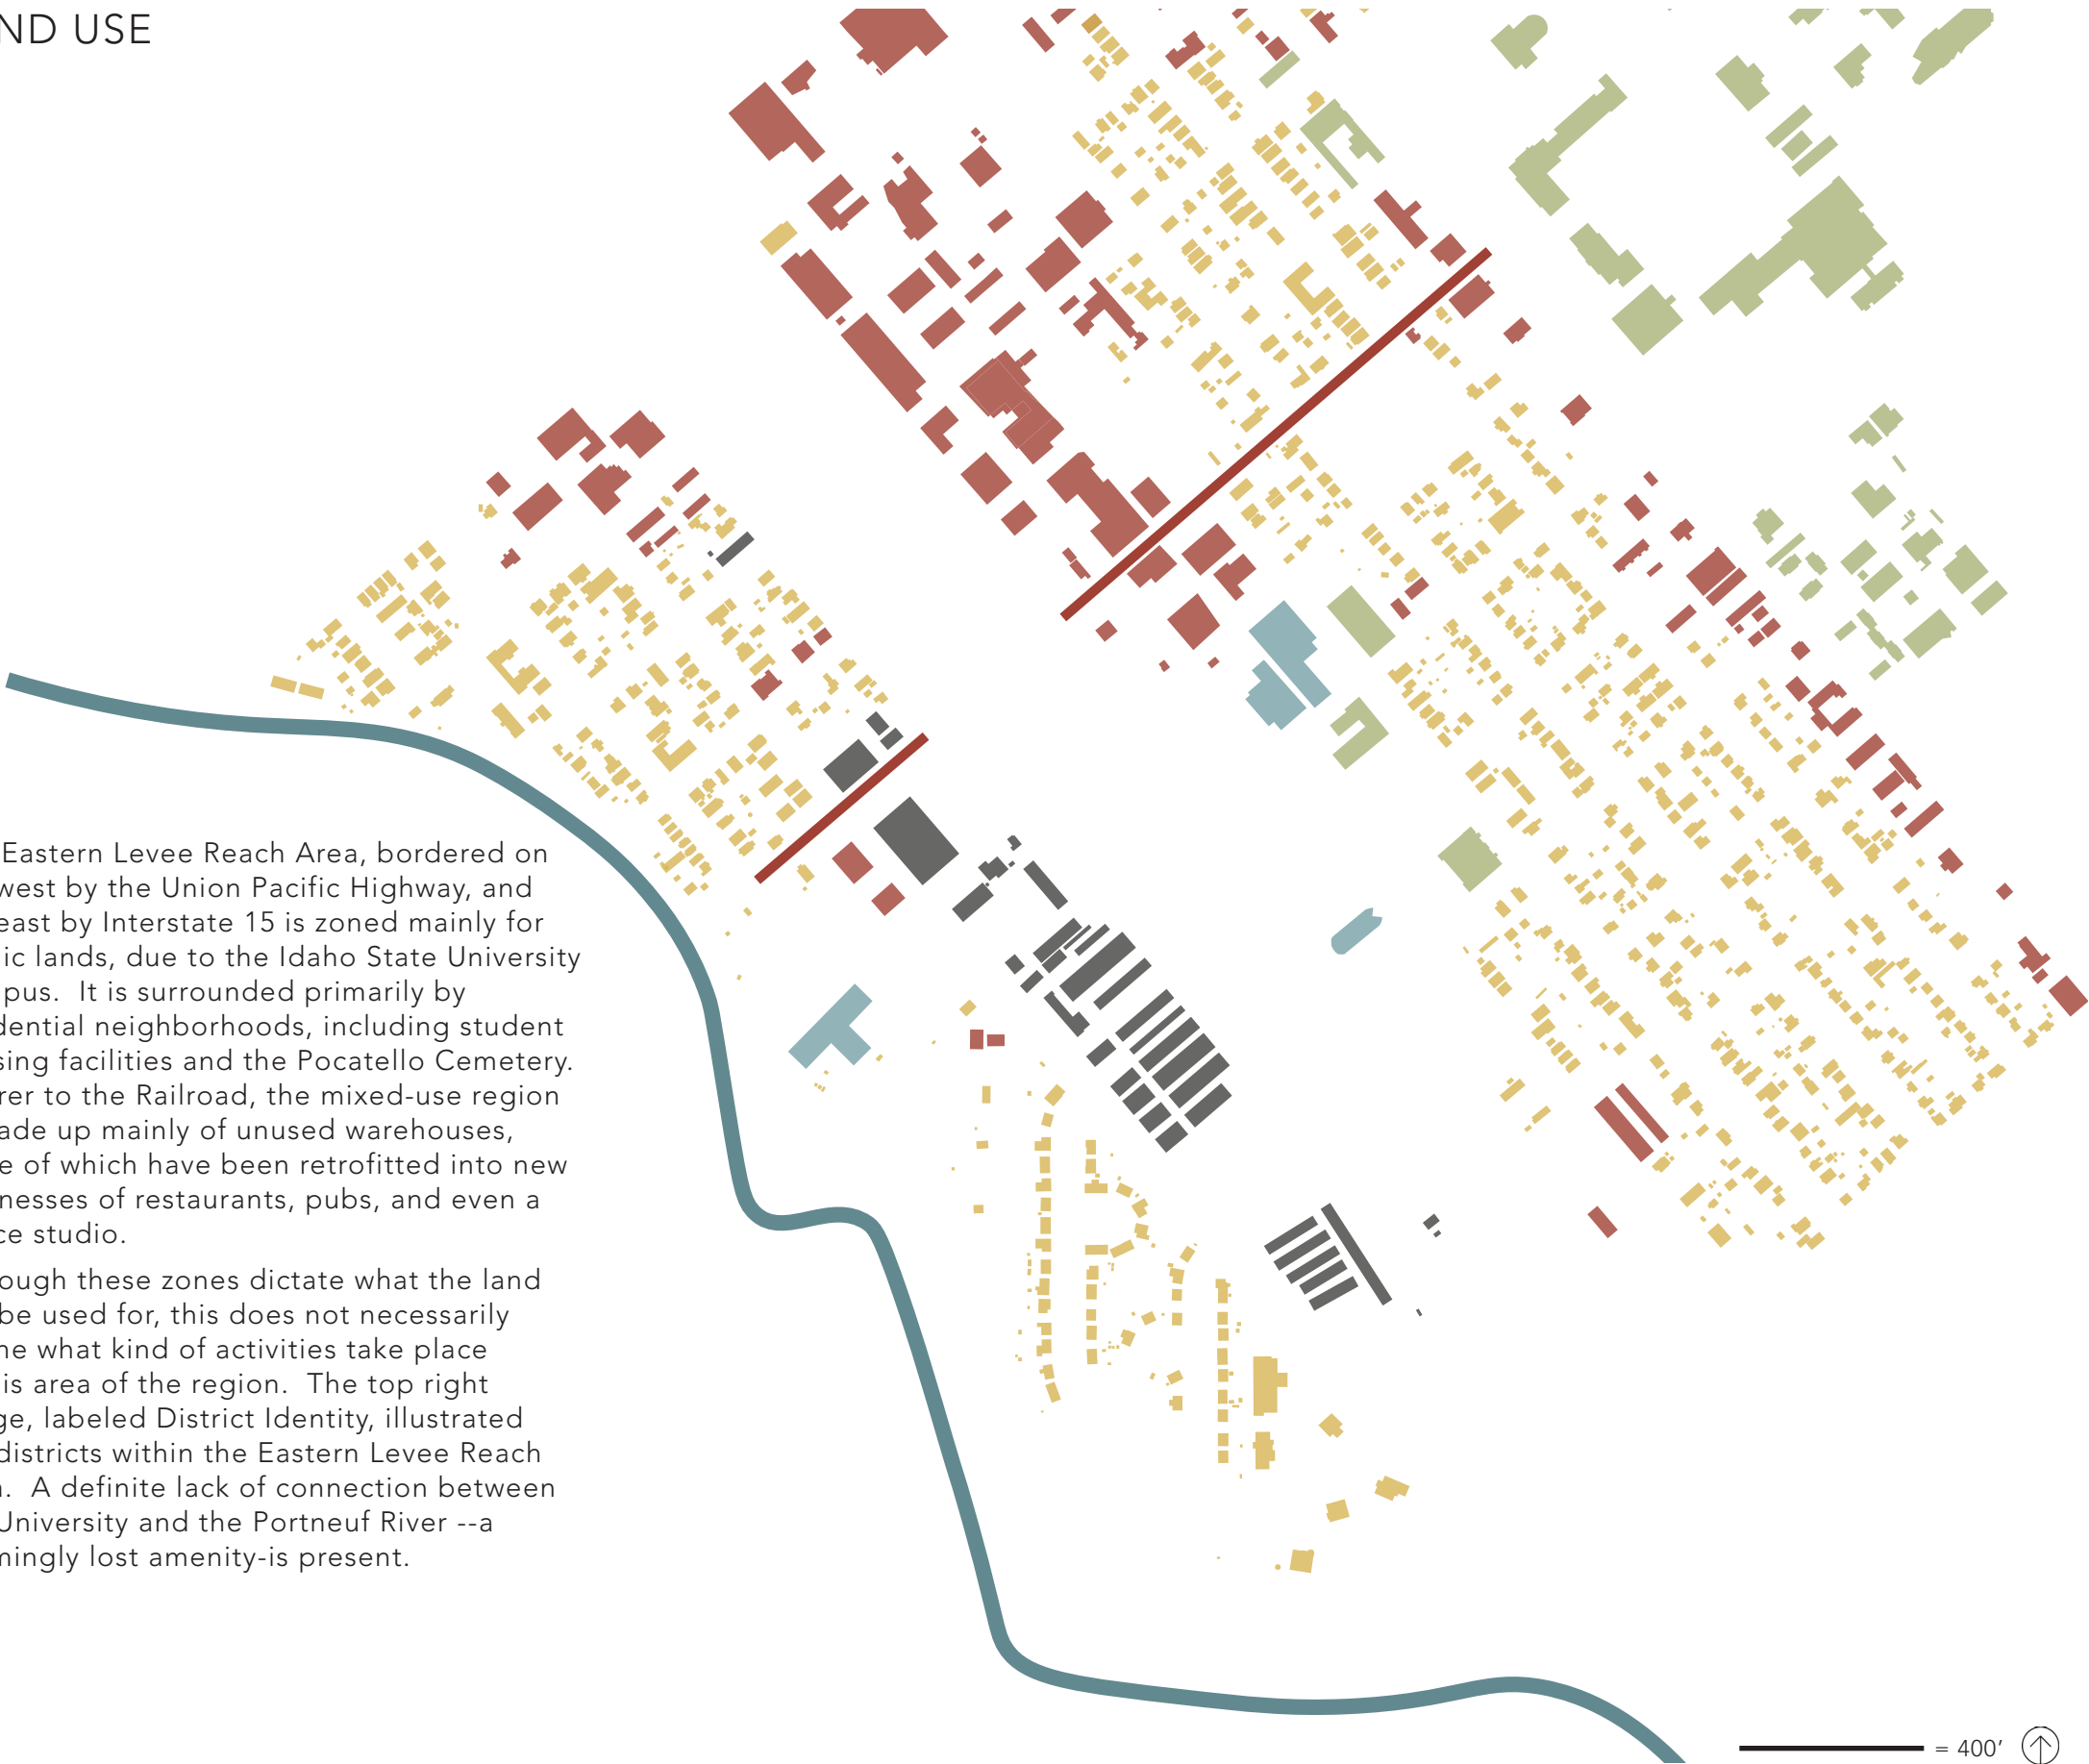 ND USE
Eastern Levee Reach Area, bordered on
west by the Union Pacific Highway, and
east by Interstate 15 is zoned mainly for
ic lands, due to the Idaho State University
pus.  It is surrounded primarily by
dential neighborhoods, including student
sing facilities and the Pocatello Cemetery.
rer to the Railroad, the mixed-use region
ade up mainly of unused warehouses,
e of which have been retrofitted into new
nesses of restaurants, pubs, and even a
ce studio.
ough these zones dictate what the land
be used for, this does not necessarily
ne what kind of activities take place
is area of the region.  The top right
ge, labeled District Identity, illustrated
districts within the Eastern Levee Reach
.  A definite lack of connection between
University and the Portneuf River --a
mingly lost amenity-is present.
= 400'